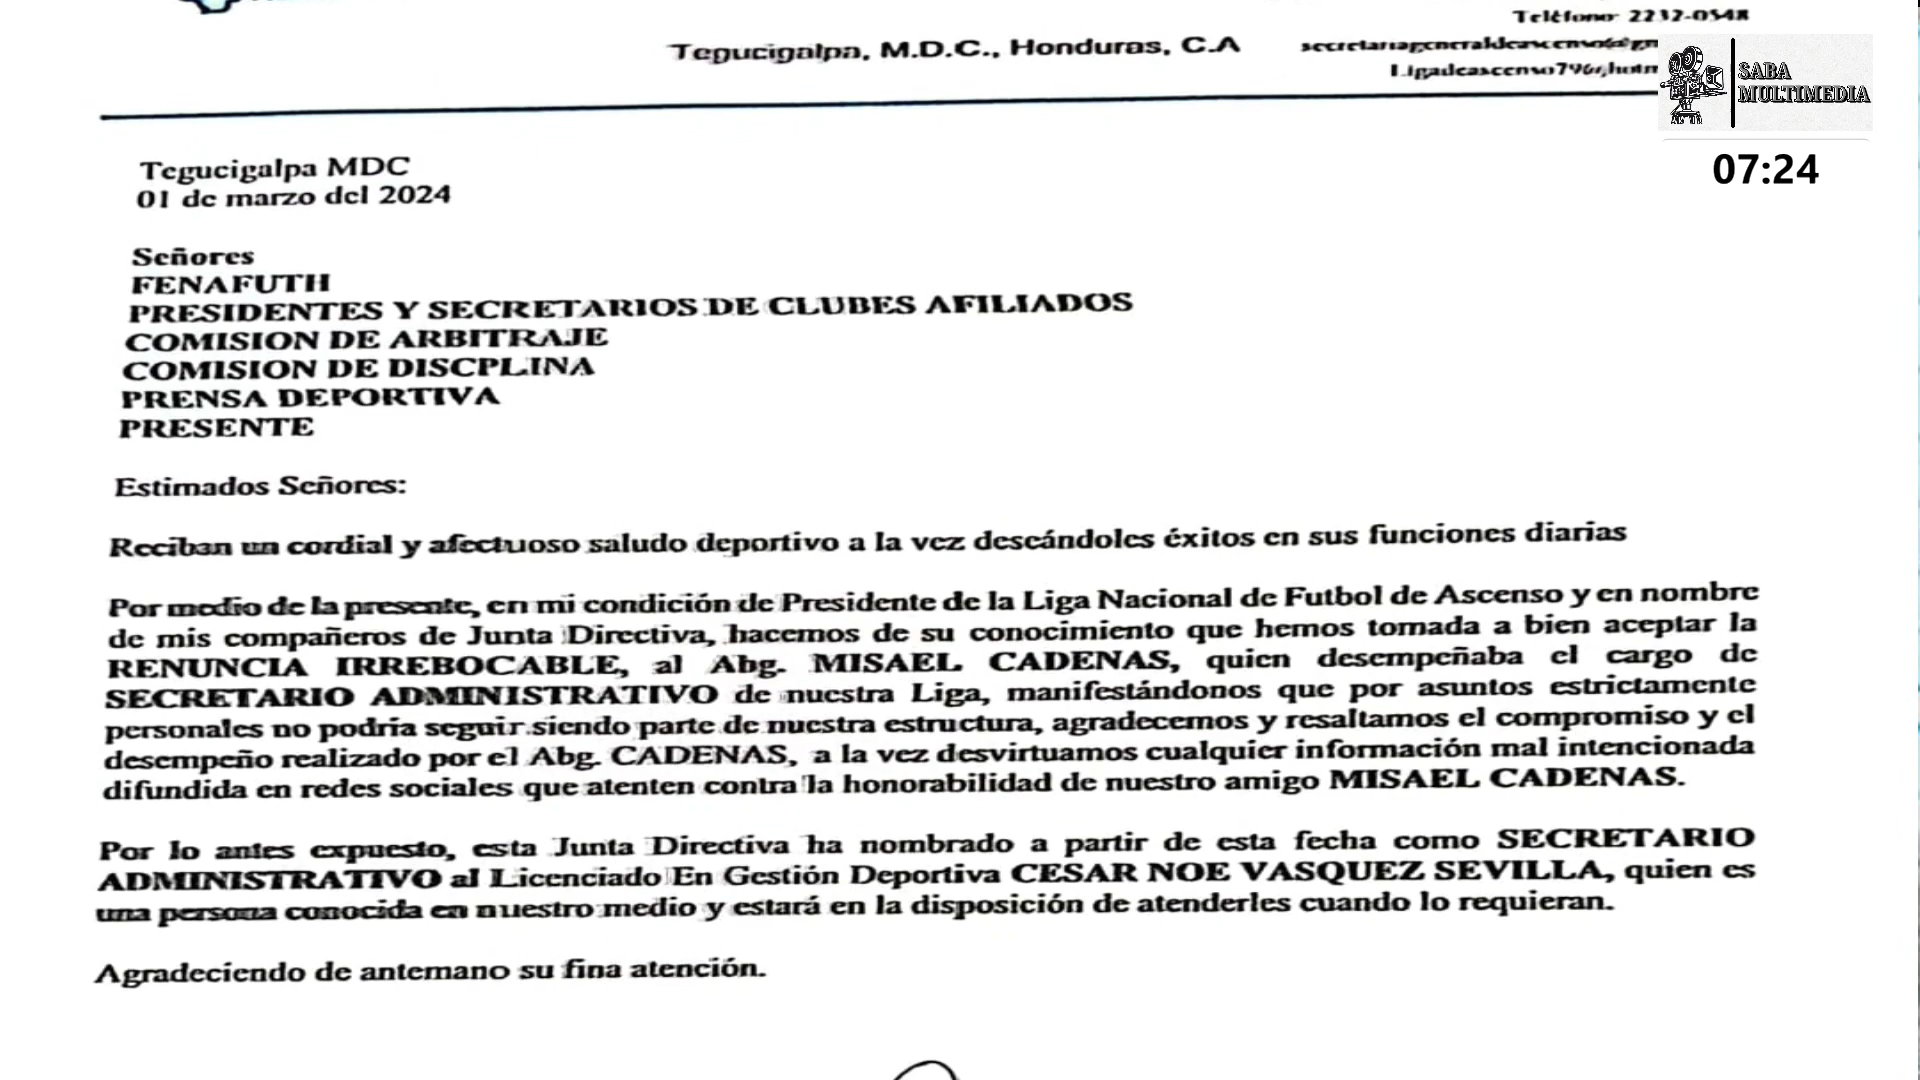 Teléfono 2232-0548
Tegucigalpa, M.D.C., Honduras, C.A
SABA
MULTIMEDIA
07:24
Tegucigalpa MDC
01 de marzo del 2024
Señores
FENAFUTH
PRESIDENTES Y SECRETARIOS DE CLUBES AFILIADOS
COMISION DE ARBITRAJE
COMISION DE DISCPLINA
PRENSA DEPORTIVA
PRESENTE
Estimados Señores:
Reciban un cordial y afectuoso saludo deportivo a la vez deseándoles éxitos en sus funciones diarias
Por medio de la presente, en mi condición de Presidente de la Liga Nacional de Futbol de Ascenso y en nombre
de mis compañeros de Junta Directiva, hacemos de su conocimiento que hemos tomada a bien aceptar la
RENUNCIA IRREBOCABLE, al Abg. MISAEL CADENAS, quien desempeñaba el cargo de
SECRETARIO ADMINISTRATIVO de nuestra Liga, manifestándonos que por asuntos estrictamente
personales no podría seguir siendo parte de nuestra estructura, agradecemos y resaltamos el compromiso y el
desempeño realizado por el Abg. CADENAS, a la vez desvirtuamos cualquier información mal intencionada
difundida en redes sociales que atenten contra la honorabilidad de nuestro amigo MISAEL CADENAS.
Por lo antes expuesto, esta Junta Directiva ha nombrado a partir de esta fecha como SECRETARIO
ADMINISTRATIVO al Licenciado En Gestión Deportiva CESAR NOE VASQUEZ SEVILLA, quien es
una persona conocida en nuestro medio y estará en la disposición de atenderles cuando lo requieran.
Agradeciendo de antemano su fina atención.